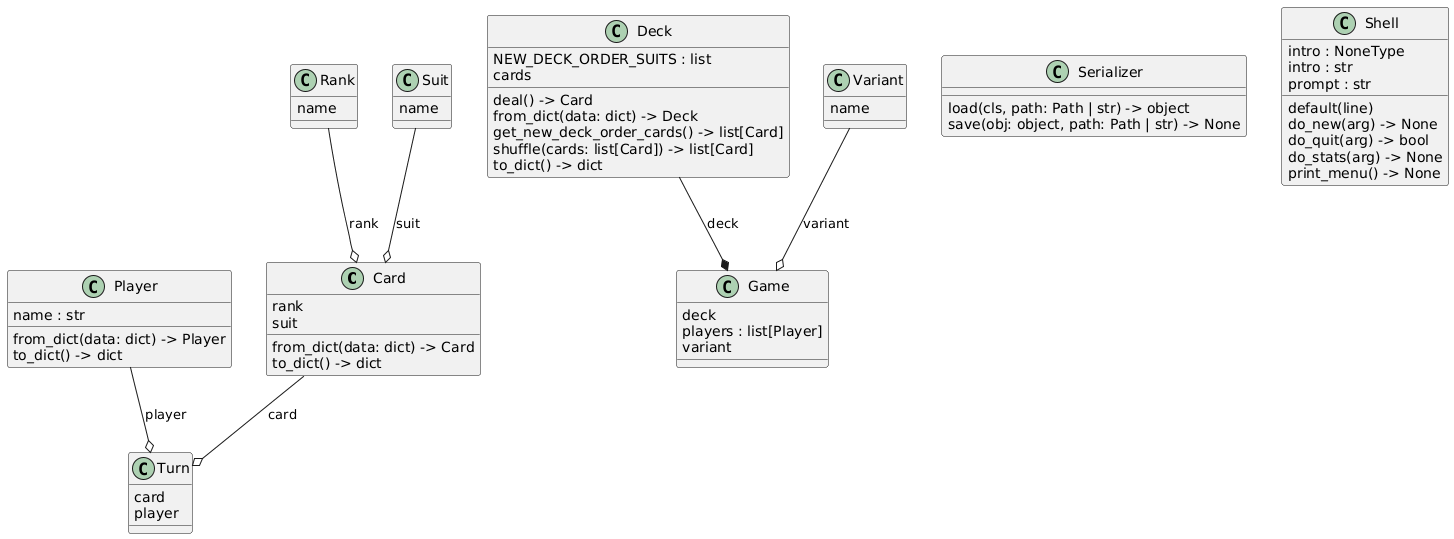 C Rank
name
C Suit
name
C Deck
NEW_DECK_ORDER_SUITS : list
cards
deal() -> Card
from_dict(data: dict) -> Deck
get_new_deck_order_cards() -> list[Card]
shuffle(cards: list[Card]) -> list[Card]
to_dict() -> dict
C Variant
name
C Serializer
load(cls, path: Path | str) -> object
save(obj: object, path: Path | str) -> None
C Shell
intro : NoneType
intro : str
prompt : str
default(line)
do_new(arg) -> None
do_quit(arg) -> bool
do_stats(arg) -> None
print_menu() -> None
rank
suit
deck
variant
C Player
name : str
from_dict(data: dict) -> Player
to_dict() -> dict
C Card
rank
suit
from_dict(data: dict) -> Card
to_dict() -> dict
C Game
deck
players : list[Player]
variant
player
card
C Turn
card
player